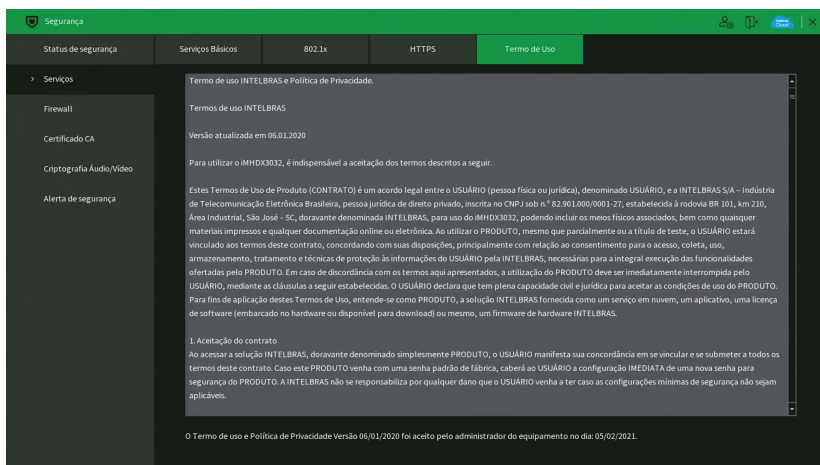 Segurança
Cloud
Status de segurança
Serviços Básicos
802.1x
HTTPS
Termo de Uso
Serviços
Firewall
Certificado CA
Criptografia Áudio/Vídeo
Alerta de segurança
Termo de uso INTELBRAS e Política de Privacidade.
Termos de uso INTELBRAS
Versão atualizada em 06.01.2020
Para utilizar o iMHDX3032, é indispensável a aceitação dos termos descritos a seguir.
Estes Termos de Uso de Produto (CONTRATO) é um acordo legal entre o USUÁRIO (pessoa física ou jurídica), denominado USUÁRIO, e a INTELBRAS S/A – Indústria
de Telecomunicação Eletrônica Brasileira, pessoa jurídica de direito privado, inscrita no CNPJ sob n.º 82.901.000/0001-27, estabelecida à rodovia BR 101, km 210,
Área Industrial, São José – SC, doravante denominada INTELBRAS, para uso do iMHDX3032, podendo incluir os meios físicos associados, bem como quaisquer
materiais impressos e qualquer documentação online ou eletrônica. Ao utilizar o PRODUTO, mesmo que parcialmente ou a título de teste, o USUÁRIO estará
vinculado aos termos deste contrato, concordando com suas disposições, principalmente com relação ao consentimento para o acesso, coleta, uso,
armazenamento, tratamento e técnicas de proteção às informações do USUÁRIO pela INTELBRAS, necessárias para a integral execução das funcionalidades
ofertadas pelo PRODUTO. Em caso de discordância com os termos aqui apresentados, a utilização do PRODUTO deve ser imediatamente interrompida pelo
USUÁRIO, mediante as cláusulas a seguir estabelecidas. O USUÁRIO declara que tem plena capacidade civil e jurídica para aceitar as condições de uso do PRODUTO.
Para fins de aplicação destes Termos de Uso, entende-se como PRODUTO, a solução INTELBRAS fornecida como um serviço em nuvem, um aplicativo, uma licença
de software (embarcado no hardware ou disponível para download) ou mesmo, um firmware de hardware INTELBRAS.
1. Aceitação do contrato
Ao acessar a solução INTELBRAS, doravante denominado simplesmente PRODUTO, o USUÁRIO manifesta sua concordância em se vincular e se submeter a todos os
termos deste contrato. Caso este PRODUTO venha com uma senha padrão de fábrica, caberá ao USUÁRIO a configuração IMEDIATA de uma nova senha para
segurança do PRODUTO. A INTELBRAS não se responsabiliza por qualquer dano que o USUÁRIO venha a ter caso as configurações mínimas de segurança não sejam
aplicáveis.
O Termo de uso e Política de Privacidade Versão 06/01/2020 foi aceito pelo administrador do equipamento no dia: 05/02/2021.